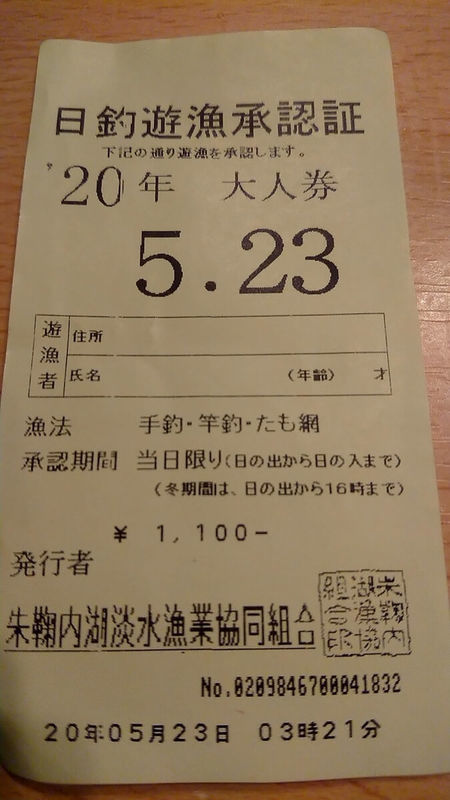 日釣遊漁承認証
下記の通り遊漁を承認します。
'20年 大人券
5.23
遊漁者
住所
氏名 (年齢) 才
漁法 手釣・竿釣・たも網
承認期間 当日限り(日の出から日の入まで)
(冬期間は、日の出から16時まで)
¥ 1,100-
発行者
朱鞠内湖淡水漁業協同組合
朱鞠内
湖漁協
組合印
No.0209846700041832
20年05月23日 03時21分